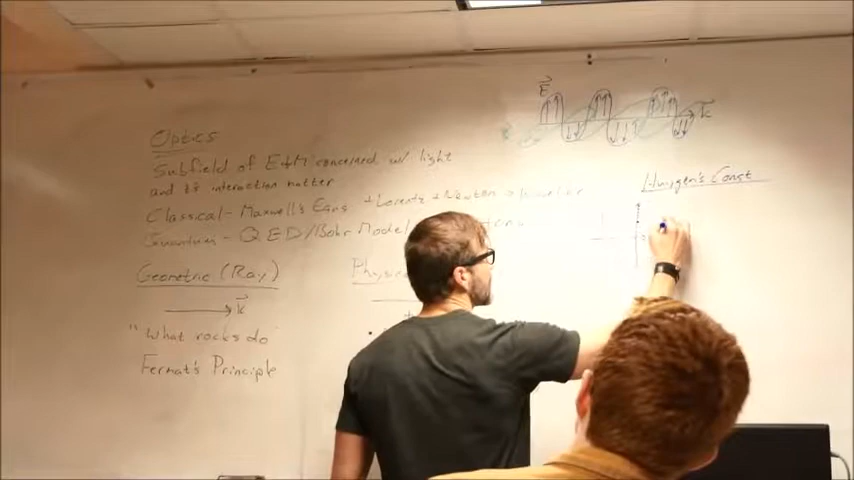 Optics
Subfield of E+M concerned w/ light
and its interaction matter
Classical - Maxwell's Eqns + Lorentz + Newton
Quantum - QED/Bohr Model
Geometric (Ray)
k
"What rocks do"
Fermat's Principle
Physical
E
k
Huygen's Const